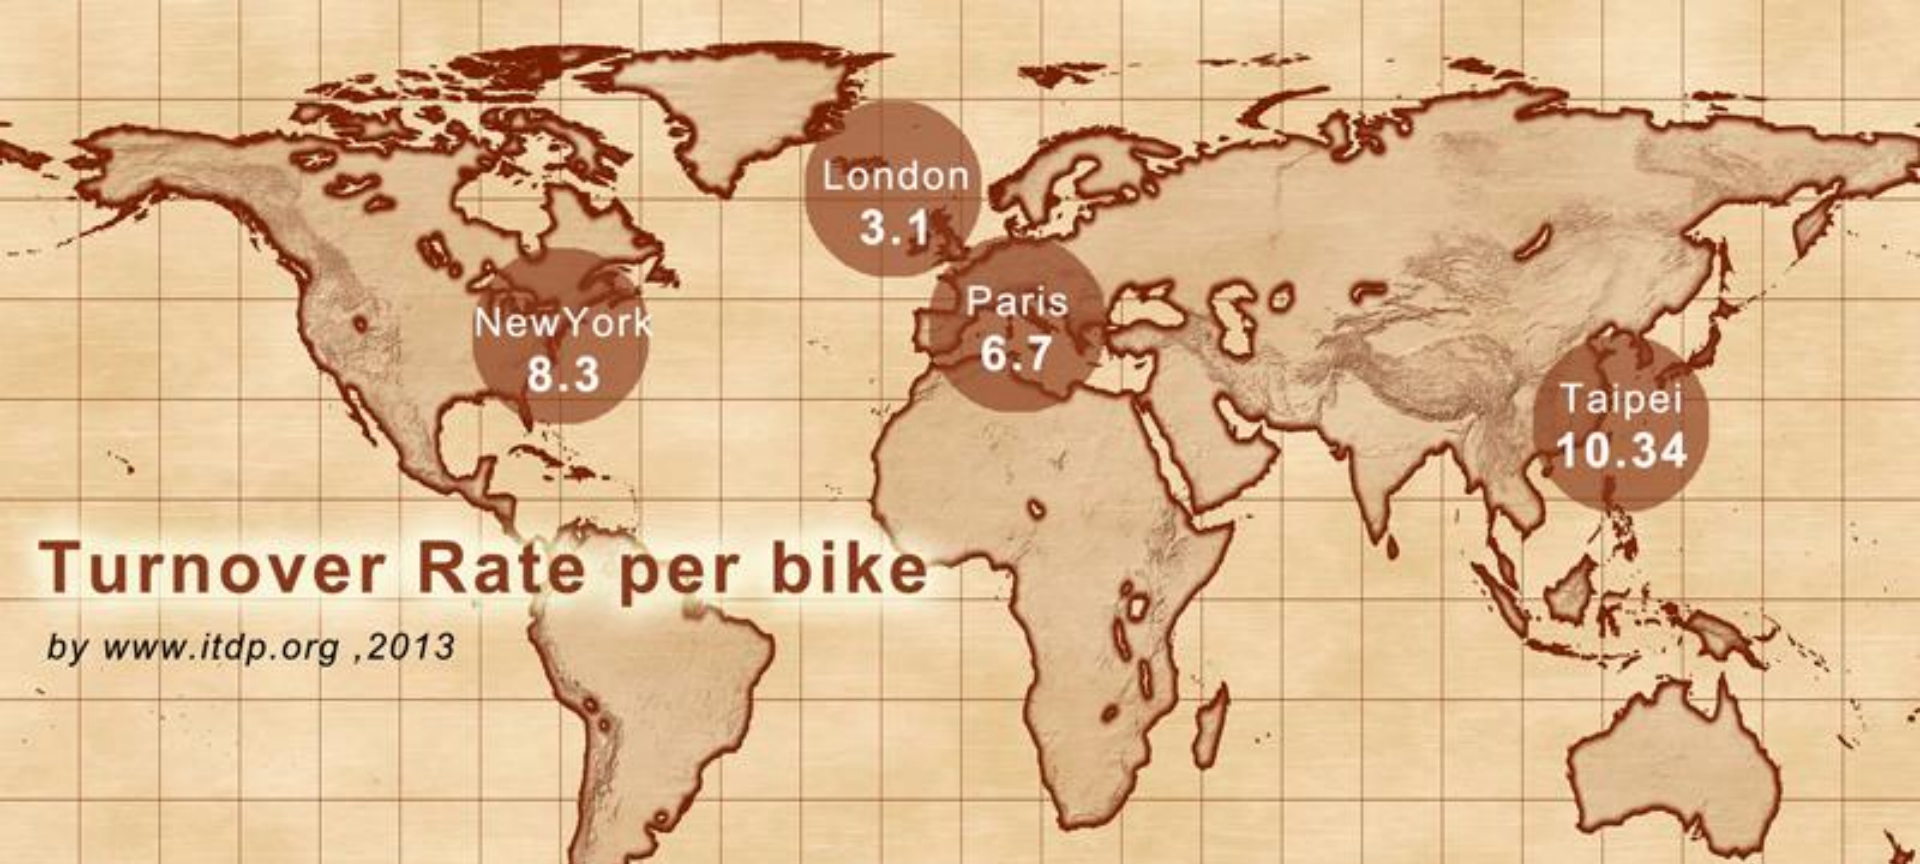 London
3.1
NewYork
8.3
Paris
6.7
Taipei
10.34
Turnover Rate per bike
by www.itdp.org ,2013